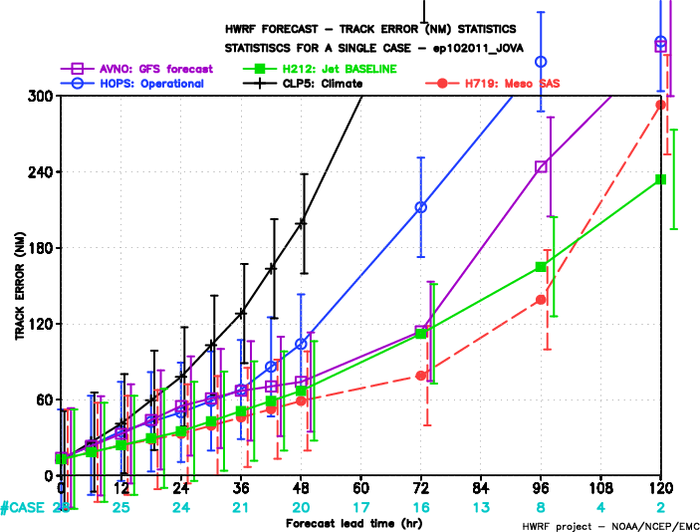 HWRF FORECAST – TRACK ERROR (NM) STATISTICS
STATISTISCS FOR A SINGLE CASE – ep102011_JOVA
AVNO: GFS forecast
H212: Jet BASELINE
HOPS: Operational
CLP5: Climate
H719: Meso SAS
TRACK ERROR (NM)
300
240
180
120
60
0
0 12 24 36 48 60 72 84 96 108 120
#CASE 25 24 21 20 17 16 13 8 4 2
Forecast lead time (hr)
HWRF project – NOAA/NCEP/EMC